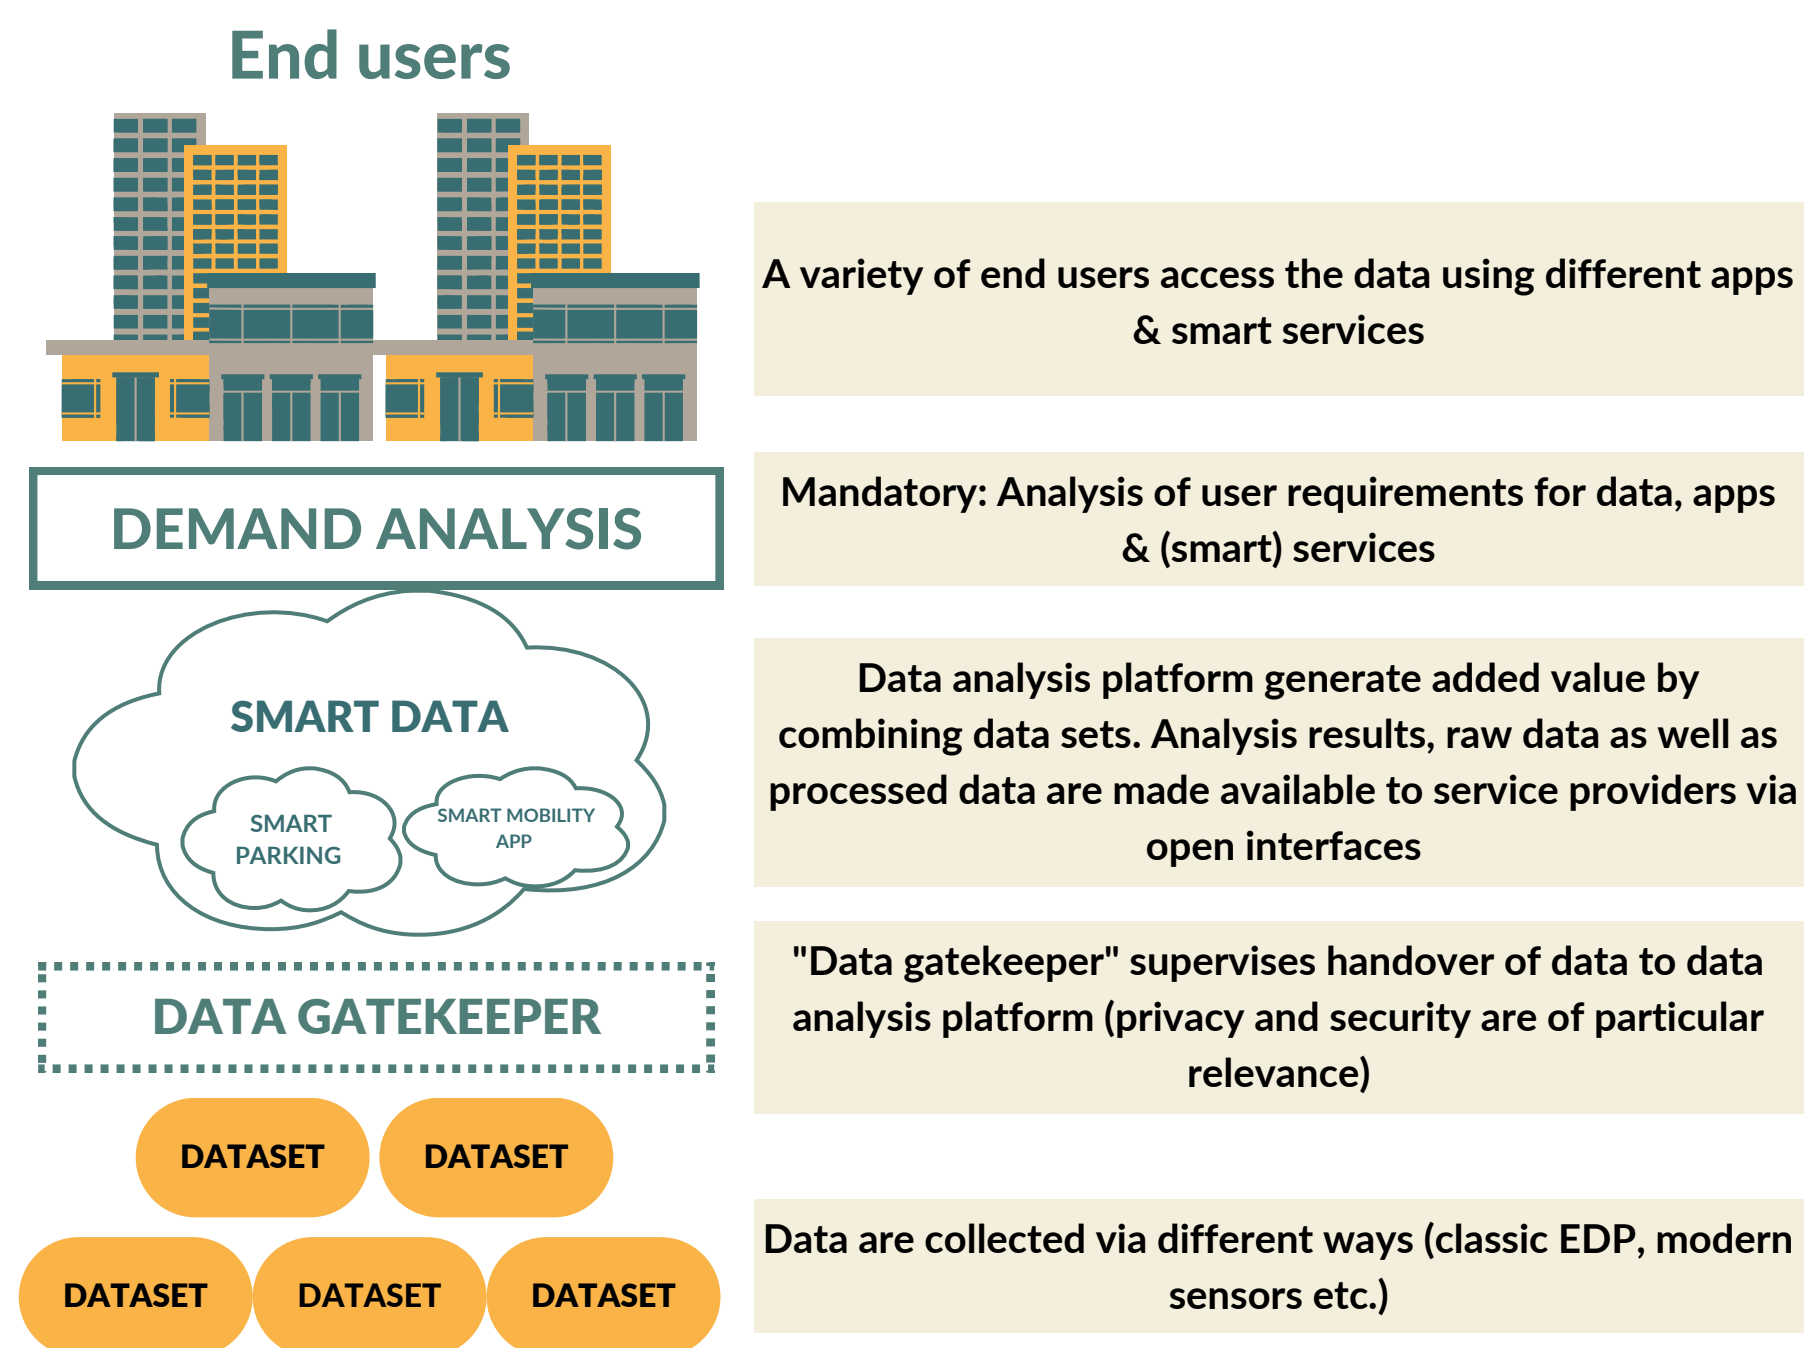 End users
A variety of end users access the data using different apps
& smart services
DEMAND ANALYSIS
Mandatory: Analysis of user requirements for data, apps
& (smart) services
SMART DATA
SMART
PARKING
SMART MOBILITY
APP
Data analysis platform generate added value by
combining data sets. Analysis results, raw data as well as
processed data are made available to service providers via
open interfaces
DATA GATEKEEPER
"Data gatekeeper" supervises handover of data to data
analysis platform (privacy and security are of particular
relevance)
DATASET DATASET
DATASET DATASET DATASET
Data are collected via different ways (classic EDP, modern
sensors etc.)